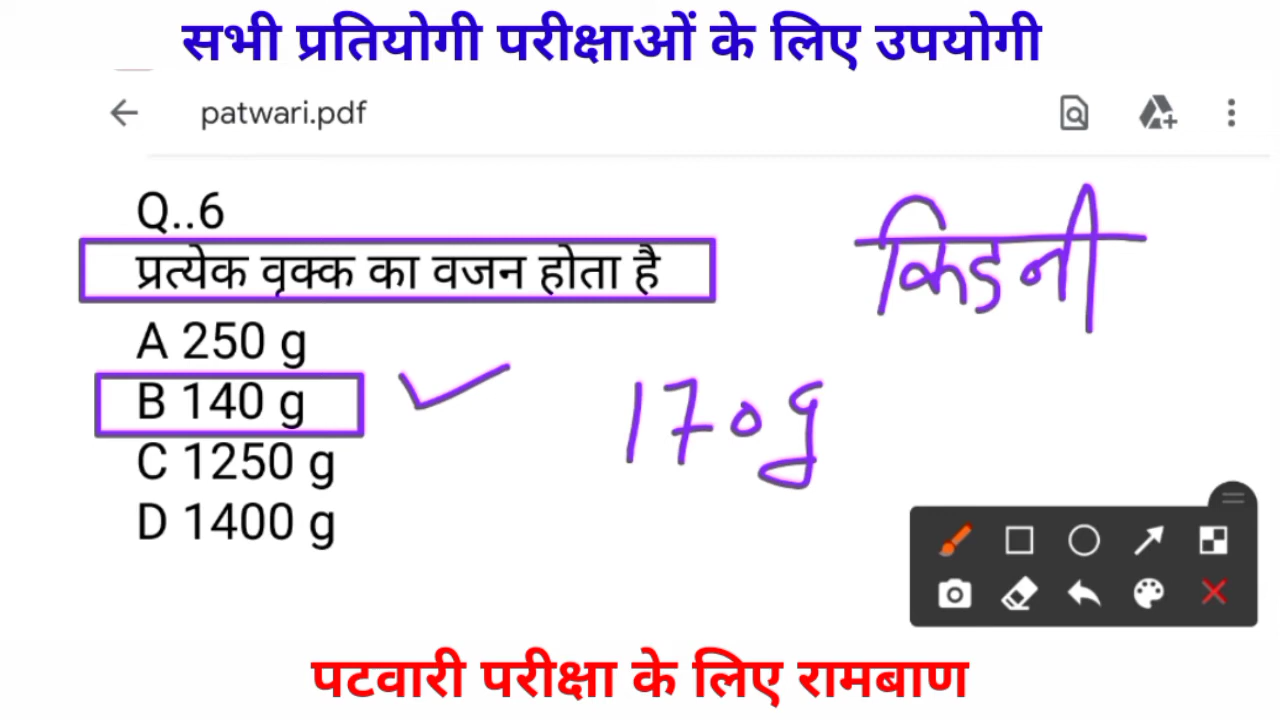 सभी प्रतियोगी परीक्षाओं के लिए उपयोगी
patwari.pdf
Q..6
प्रत्येक वृक्क का वजन होता है
किडनी
A 250 g
B 140 g
170g
C 1250 g
D 1400 g
पटवारी परीक्षा के लिए रामबाण